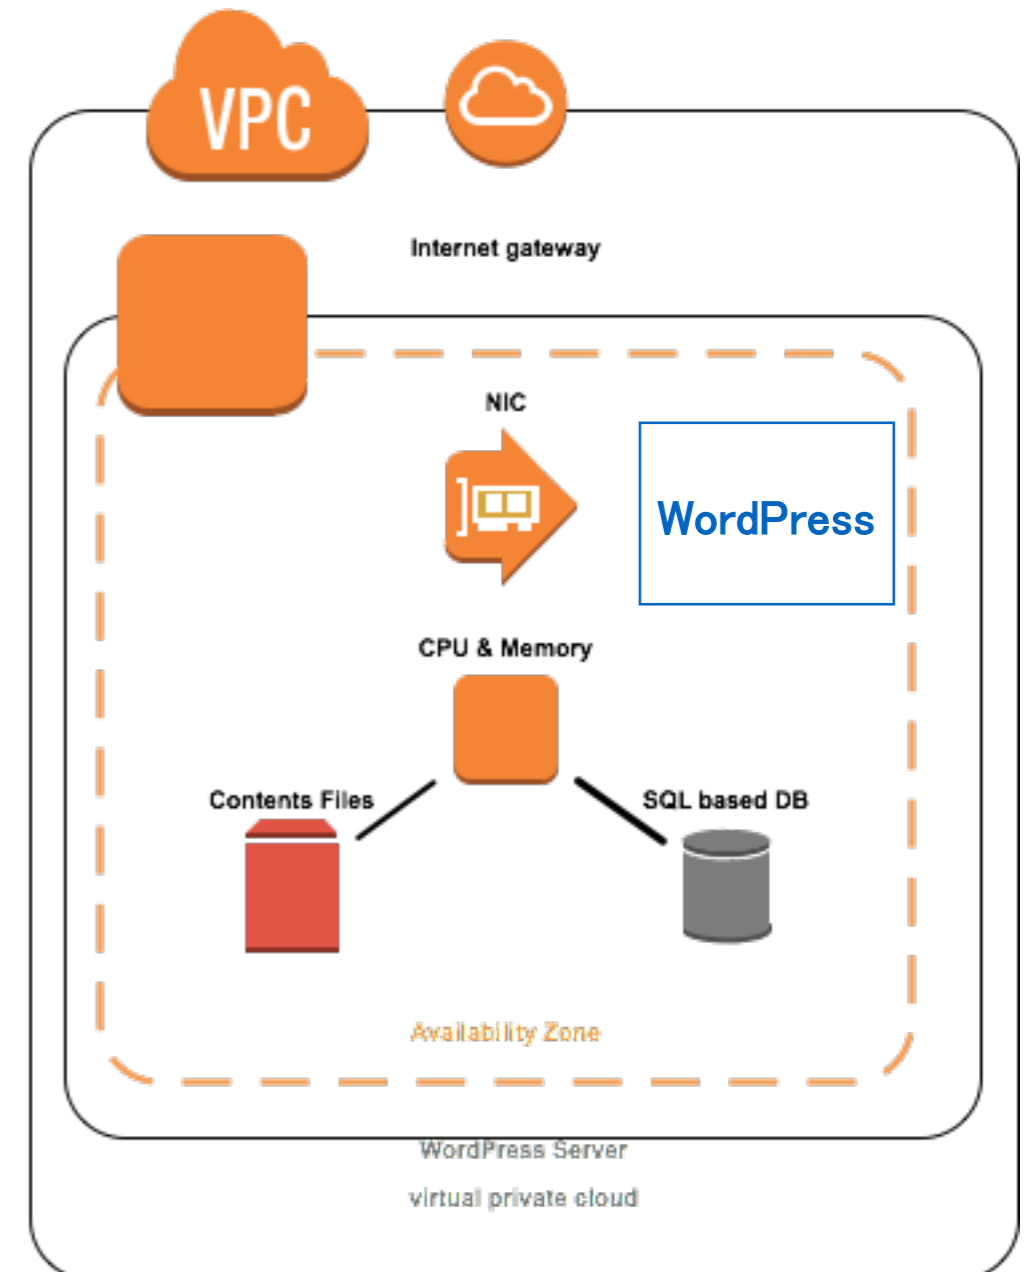 VPC
Internet gateway
NIC
WordPress
CPU & Memory
Contents Files
SQL based DB
Availability Zone
WordPress Server
virtual private cloud